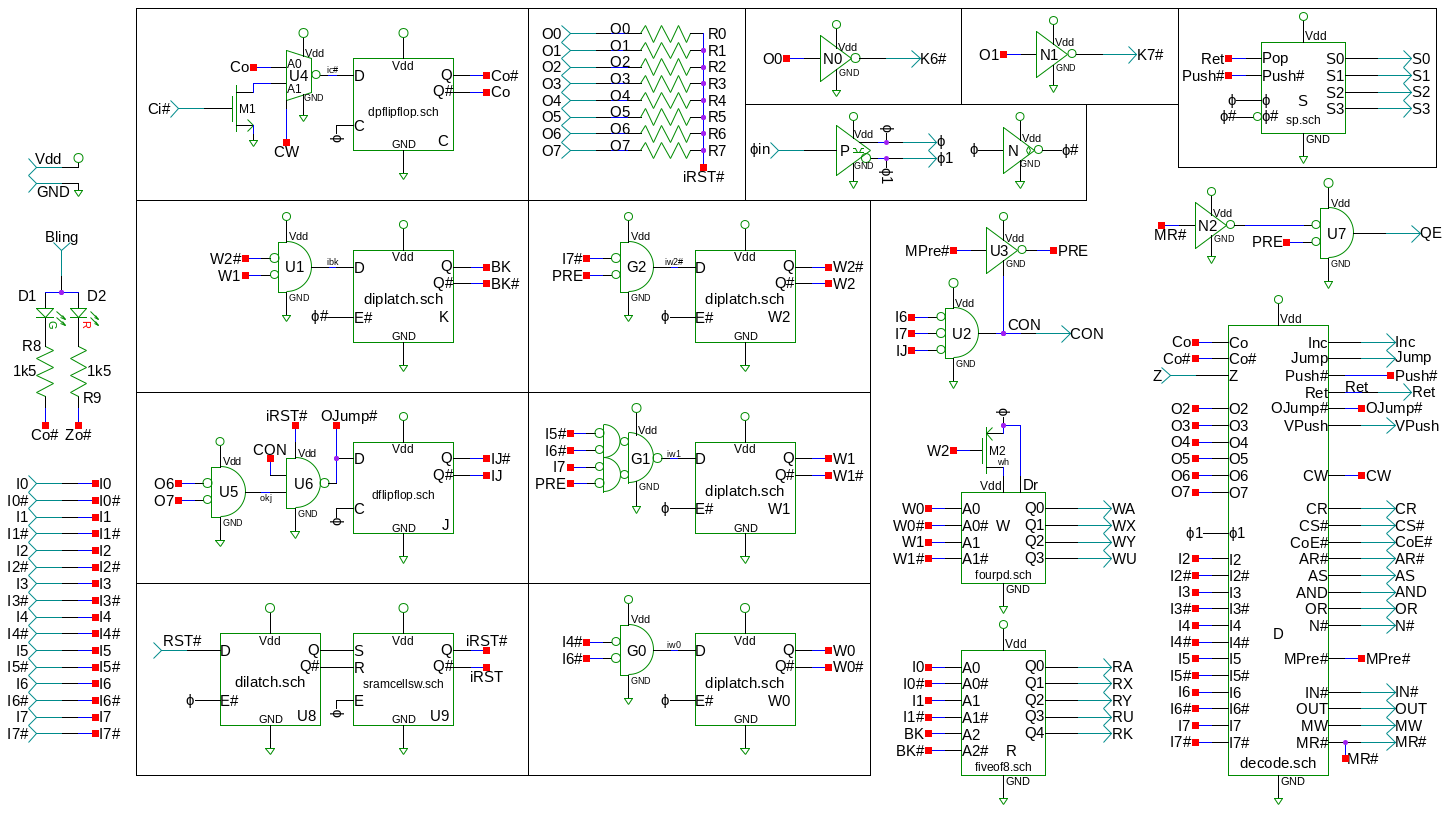 Vdd
GND
Bling
D1
D2
G
R
R8
1k5
1k5
R9
Co#
Zo#
I0 I0
I0# I0#
I1 I1
I1# I1#
I2 I2
I2# I2#
I3 I3
I3# I3#
I4 I4
I4# I4#
I5 I5
I5# I5#
I6 I6
I6# I6#
I7 I7
I7# I7#
Vdd
Co
A0
U4
A1
GND
ic#
Ci#
M1
CW
Vdd
D Q Co#
Q# Co
dpflipflop.sch
ϕ
C
GND
C
O0 O0 R0
O1 O1 R1
O2 O2 R2
O3 O3 R3
O4 O4 R4
O5 O5 R5
O6 O6 R6
O7 O7 R7
iRST#
O0 N0 Vdd GND K6#
O1 N1 Vdd GND K7#
ϕin P Vdd GND ϕ ϕ
ϕ1 ϕ1
ϕ N Vdd GND ϕ#
Vdd
Ret Pop S0 S0
Push# Push# S1 S1
ϕ ϕ S S2 S2
ϕ# ϕ# sp.sch S3 S3
GND
W2#
W1
U1
Vdd
GND
ibk
Vdd
D Q BK
Q# BK#
diplatch.sch
ϕ# E# K
GND
I7#
PRE
G2
Vdd
GND
iw2#
Vdd
D Q W2#
Q# W2
diplatch.sch
ϕ E# W2
GND
MPre# U3 PRE
Vdd
I6
I7
IJ
U2
GND
CON
CON
MR# N2 Vdd GND
PRE U7 Vdd GND QE
O6
O7
U5
Vdd
GND
okj
CON
iRST#
OJump#
U6
Vdd
GND
Vdd
D Q IJ#
Q# IJ
dflipflop.sch
ϕ C J
GND
I5#
I6#
I7
PRE
G1
Vdd
GND
iw1
Vdd
D Q W1
Q# W1#
diplatch.sch
ϕ E# W1
GND
ϕ
W2 M2
wh
Vdd Dr
W0 A0 Q0 WA
W0# A0# W Q1 WX
W1 A1 Q2 WY
W1# A1# Q3 WU
fourpd.sch
GND
RST#
Vdd
D Q
Q#
dilatch.sch
ϕ E#
GND U8
Vdd
S Q iRST#
R Q# iRST
sramcellsw.sch
ϕ E
GND U9
I4#
I6#
G0
Vdd
GND
iw0
Vdd
D Q W0
Q# W0#
diplatch.sch
ϕ E# W0
GND
Vdd
I0 A0 Q0 RA
I0# A0# Q1 RX
I1 A1 Q2 RY
I1# A1# Q3 RU
BK A2 Q4 RK
BK# A2# R
fiveof8.sch
GND
Vdd
Co Co Inc Inc
Co# Co# Jump Jump
Z Z Push# Push#
Ret Ret Ret
O2 O2 OJump# OJump#
O3 O3 VPush VPush
O4 O4
O5 O5
O6 O6 CW CW
O7 O7
CR CR
CS# CS#
ϕ1 ϕ1 CoE# CoE#
I2 I2 AR# AR#
I2# I2# AS AS
I3 I3 AND AND
I3# I3# OR OR
I4 I4 N# N#
D
I4# I4#
I5 I5 MPre# MPre#
I5# I5#
I6 I6 IN# IN#
I6# I6# OUT OUT
I7 I7 MW MW
I7# I7# MR# MR#
MR#
decode.sch
GND